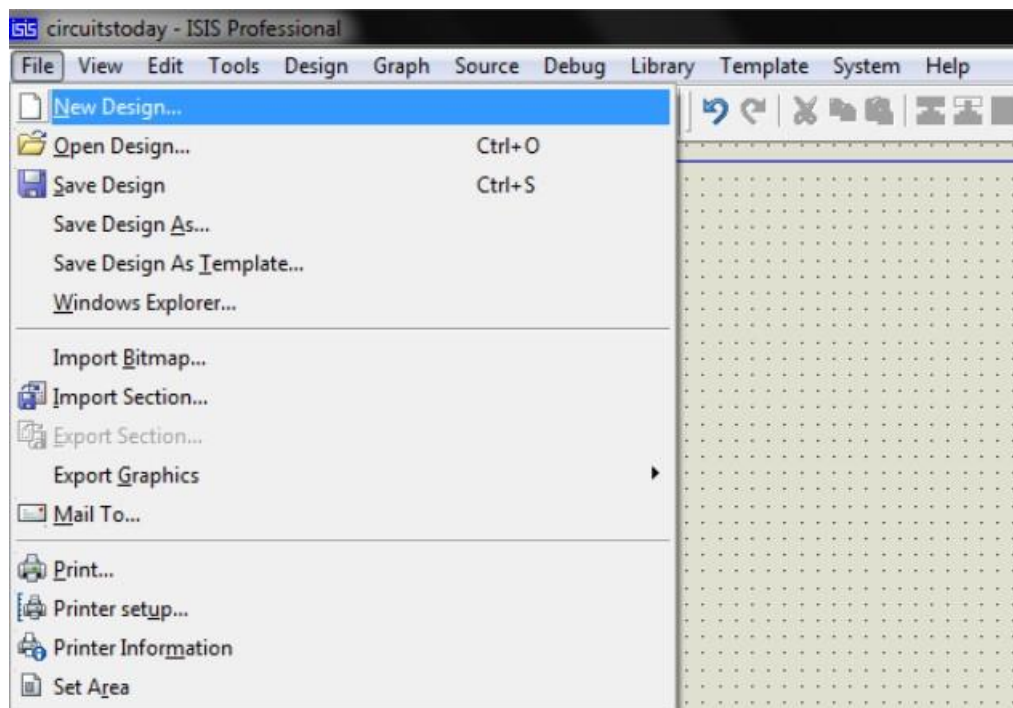 isis circuitstoday - ISIS Professional
File View Edit Tools Design Graph Source Debug Library Template System Help
New Design...
Open Design... Ctrl+O
Save Design Ctrl+S
Save Design As...
Save Design As Template...
Windows Explorer...
Import Bitmap...
Import Section...
Export Section...
Export Graphics
Mail To...
Print...
Printer setup...
Printer Information
Set Area